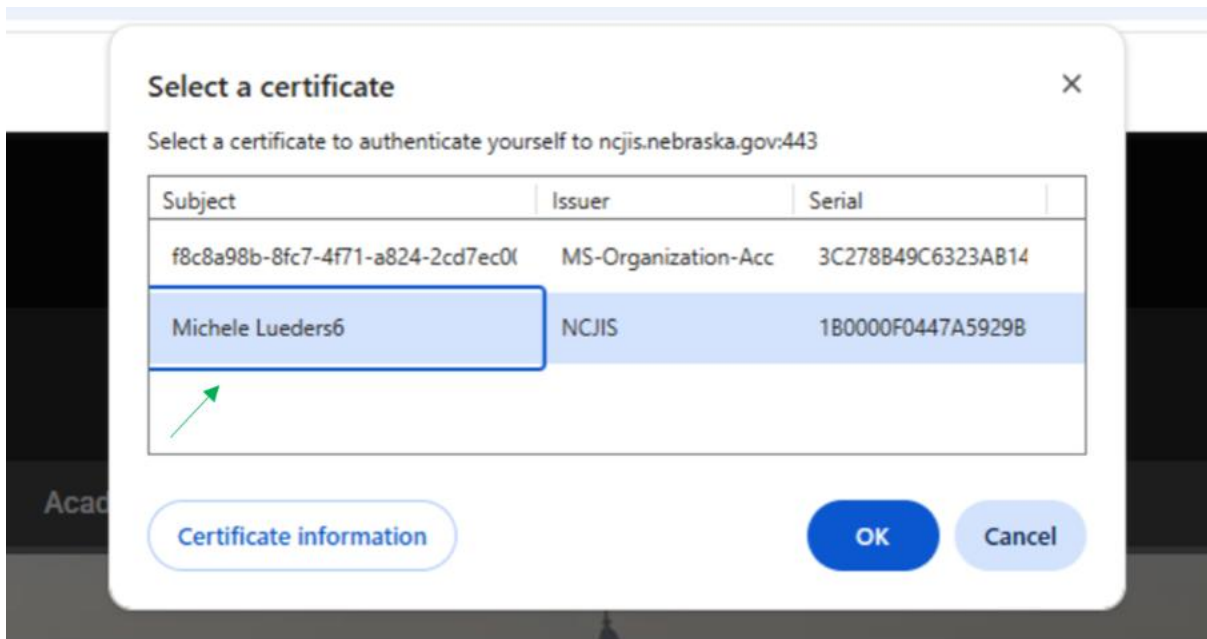 Select a certificate
Select a certificate to authenticate yourself to ncjis.nebraska.gov:443
Subject Issuer Serial
f8c8a98b-8fc7-4f71-a824-2cd7ec0( MS-Organization-Acc 3C278B49C6323AB14
Michele Lueders6 NCJIS 1B0000F0447A5929B
Acad
Certificate information OK Cancel